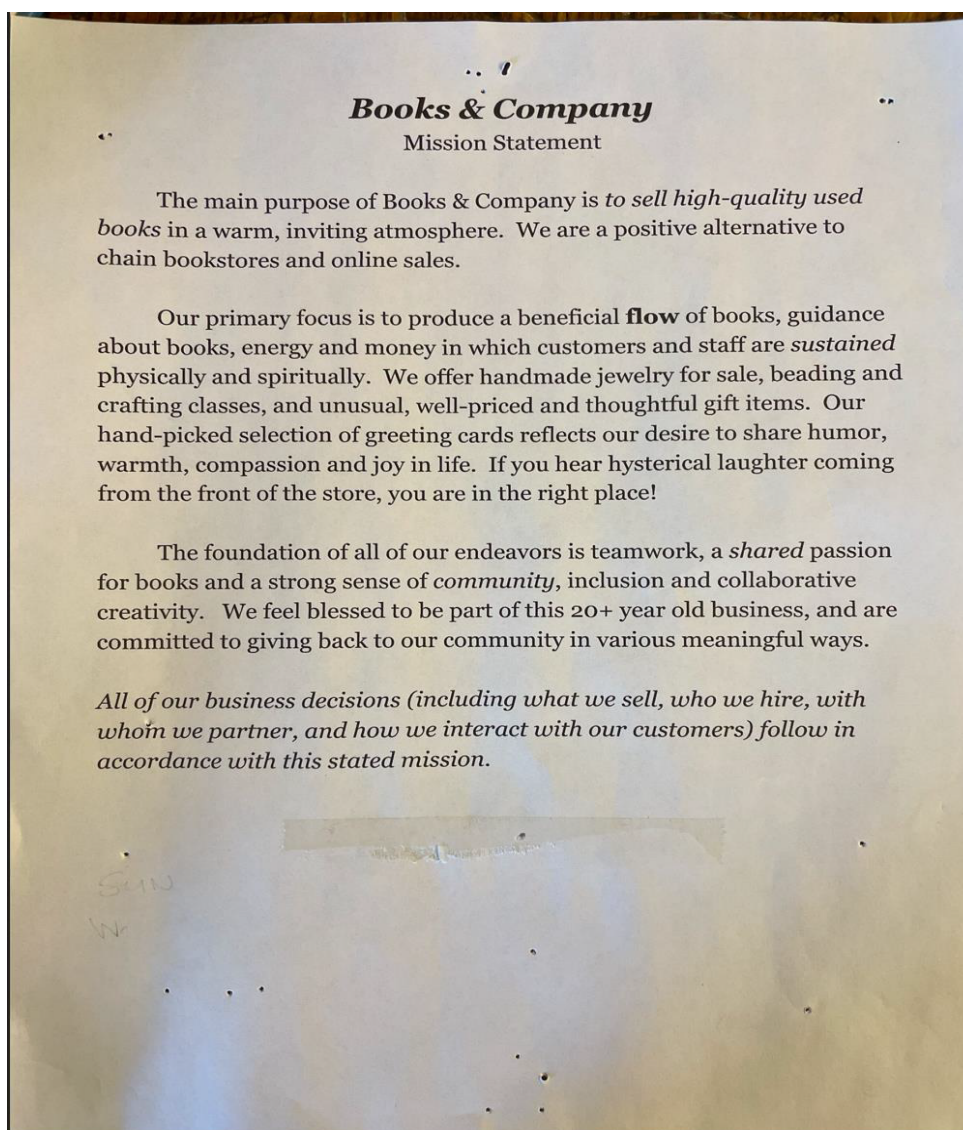 Books & Company
Mission Statement
The main purpose of Books & Company is to sell high-quality used
books in a warm, inviting atmosphere.  We are a positive alternative to
chain bookstores and online sales.
Our primary focus is to produce a beneficial flow of books, guidance
about books, energy and money in which customers and staff are sustained
physically and spiritually.  We offer handmade jewelry for sale, beading and
crafting classes, and unusual, well-priced and thoughtful gift items.  Our
hand-picked selection of greeting cards reflects our desire to share humor,
warmth, compassion and joy in life.  If you hear hysterical laughter coming
from the front of the store, you are in the right place!
The foundation of all of our endeavors is teamwork, a shared passion
for books and a strong sense of community, inclusion and collaborative
creativity.   We feel blessed to be part of this 20+ year old business, and are
committed to giving back to our community in various meaningful ways.
All of our business decisions (including what we sell, who we hire, with
whom we partner, and how we interact with our customers) follow in
accordance with this stated mission.